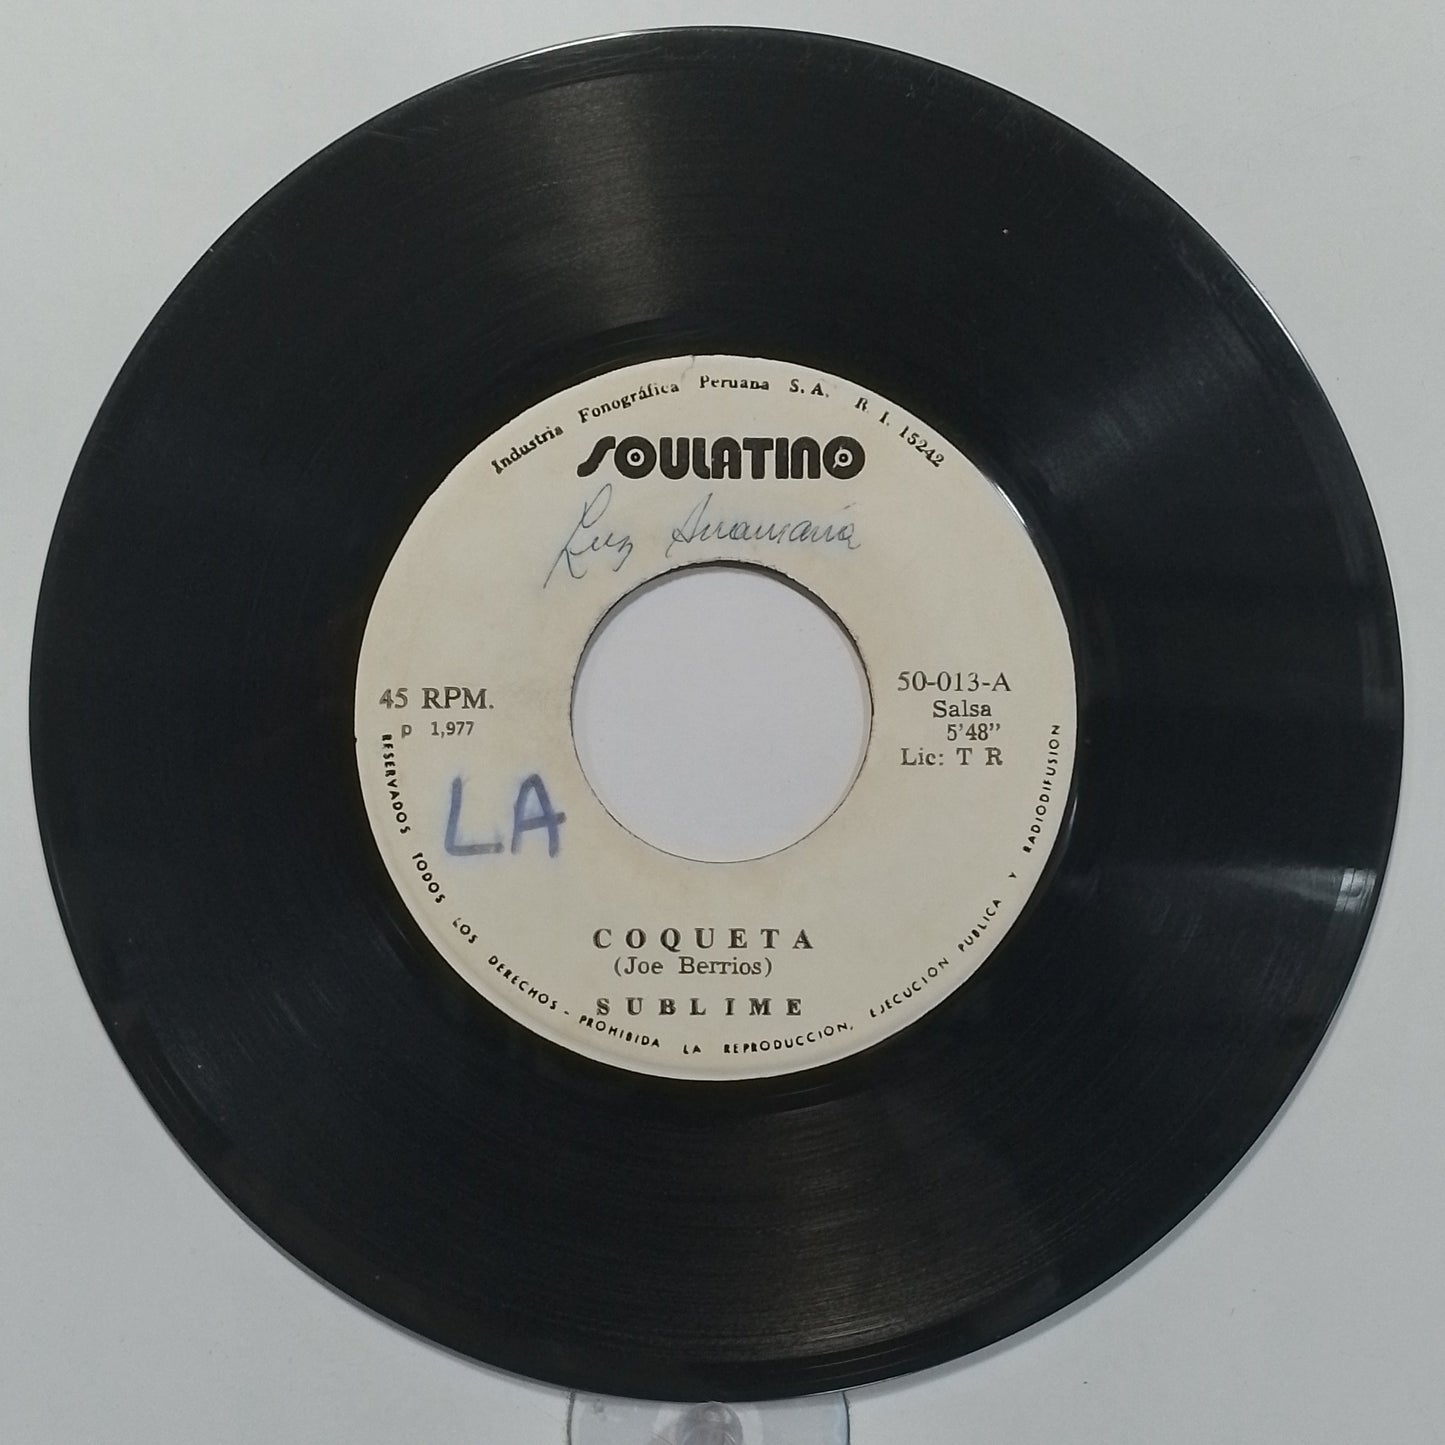 Industria Fonográfica Peruana S.A. R. I. 15242
SOULATINO
Luz Anamaría
45 RPM.
p 1,977
50-013-A
Salsa
5'48"
Lic: T R
LA
COQUETA
(Joe Berrios)
SUBLIME
RESERVADOS TODOS LOS DERECHOS - PROHIBIDA LA REPRODUCCION, EJECUCION PUBLICA Y RADIODIFUSION